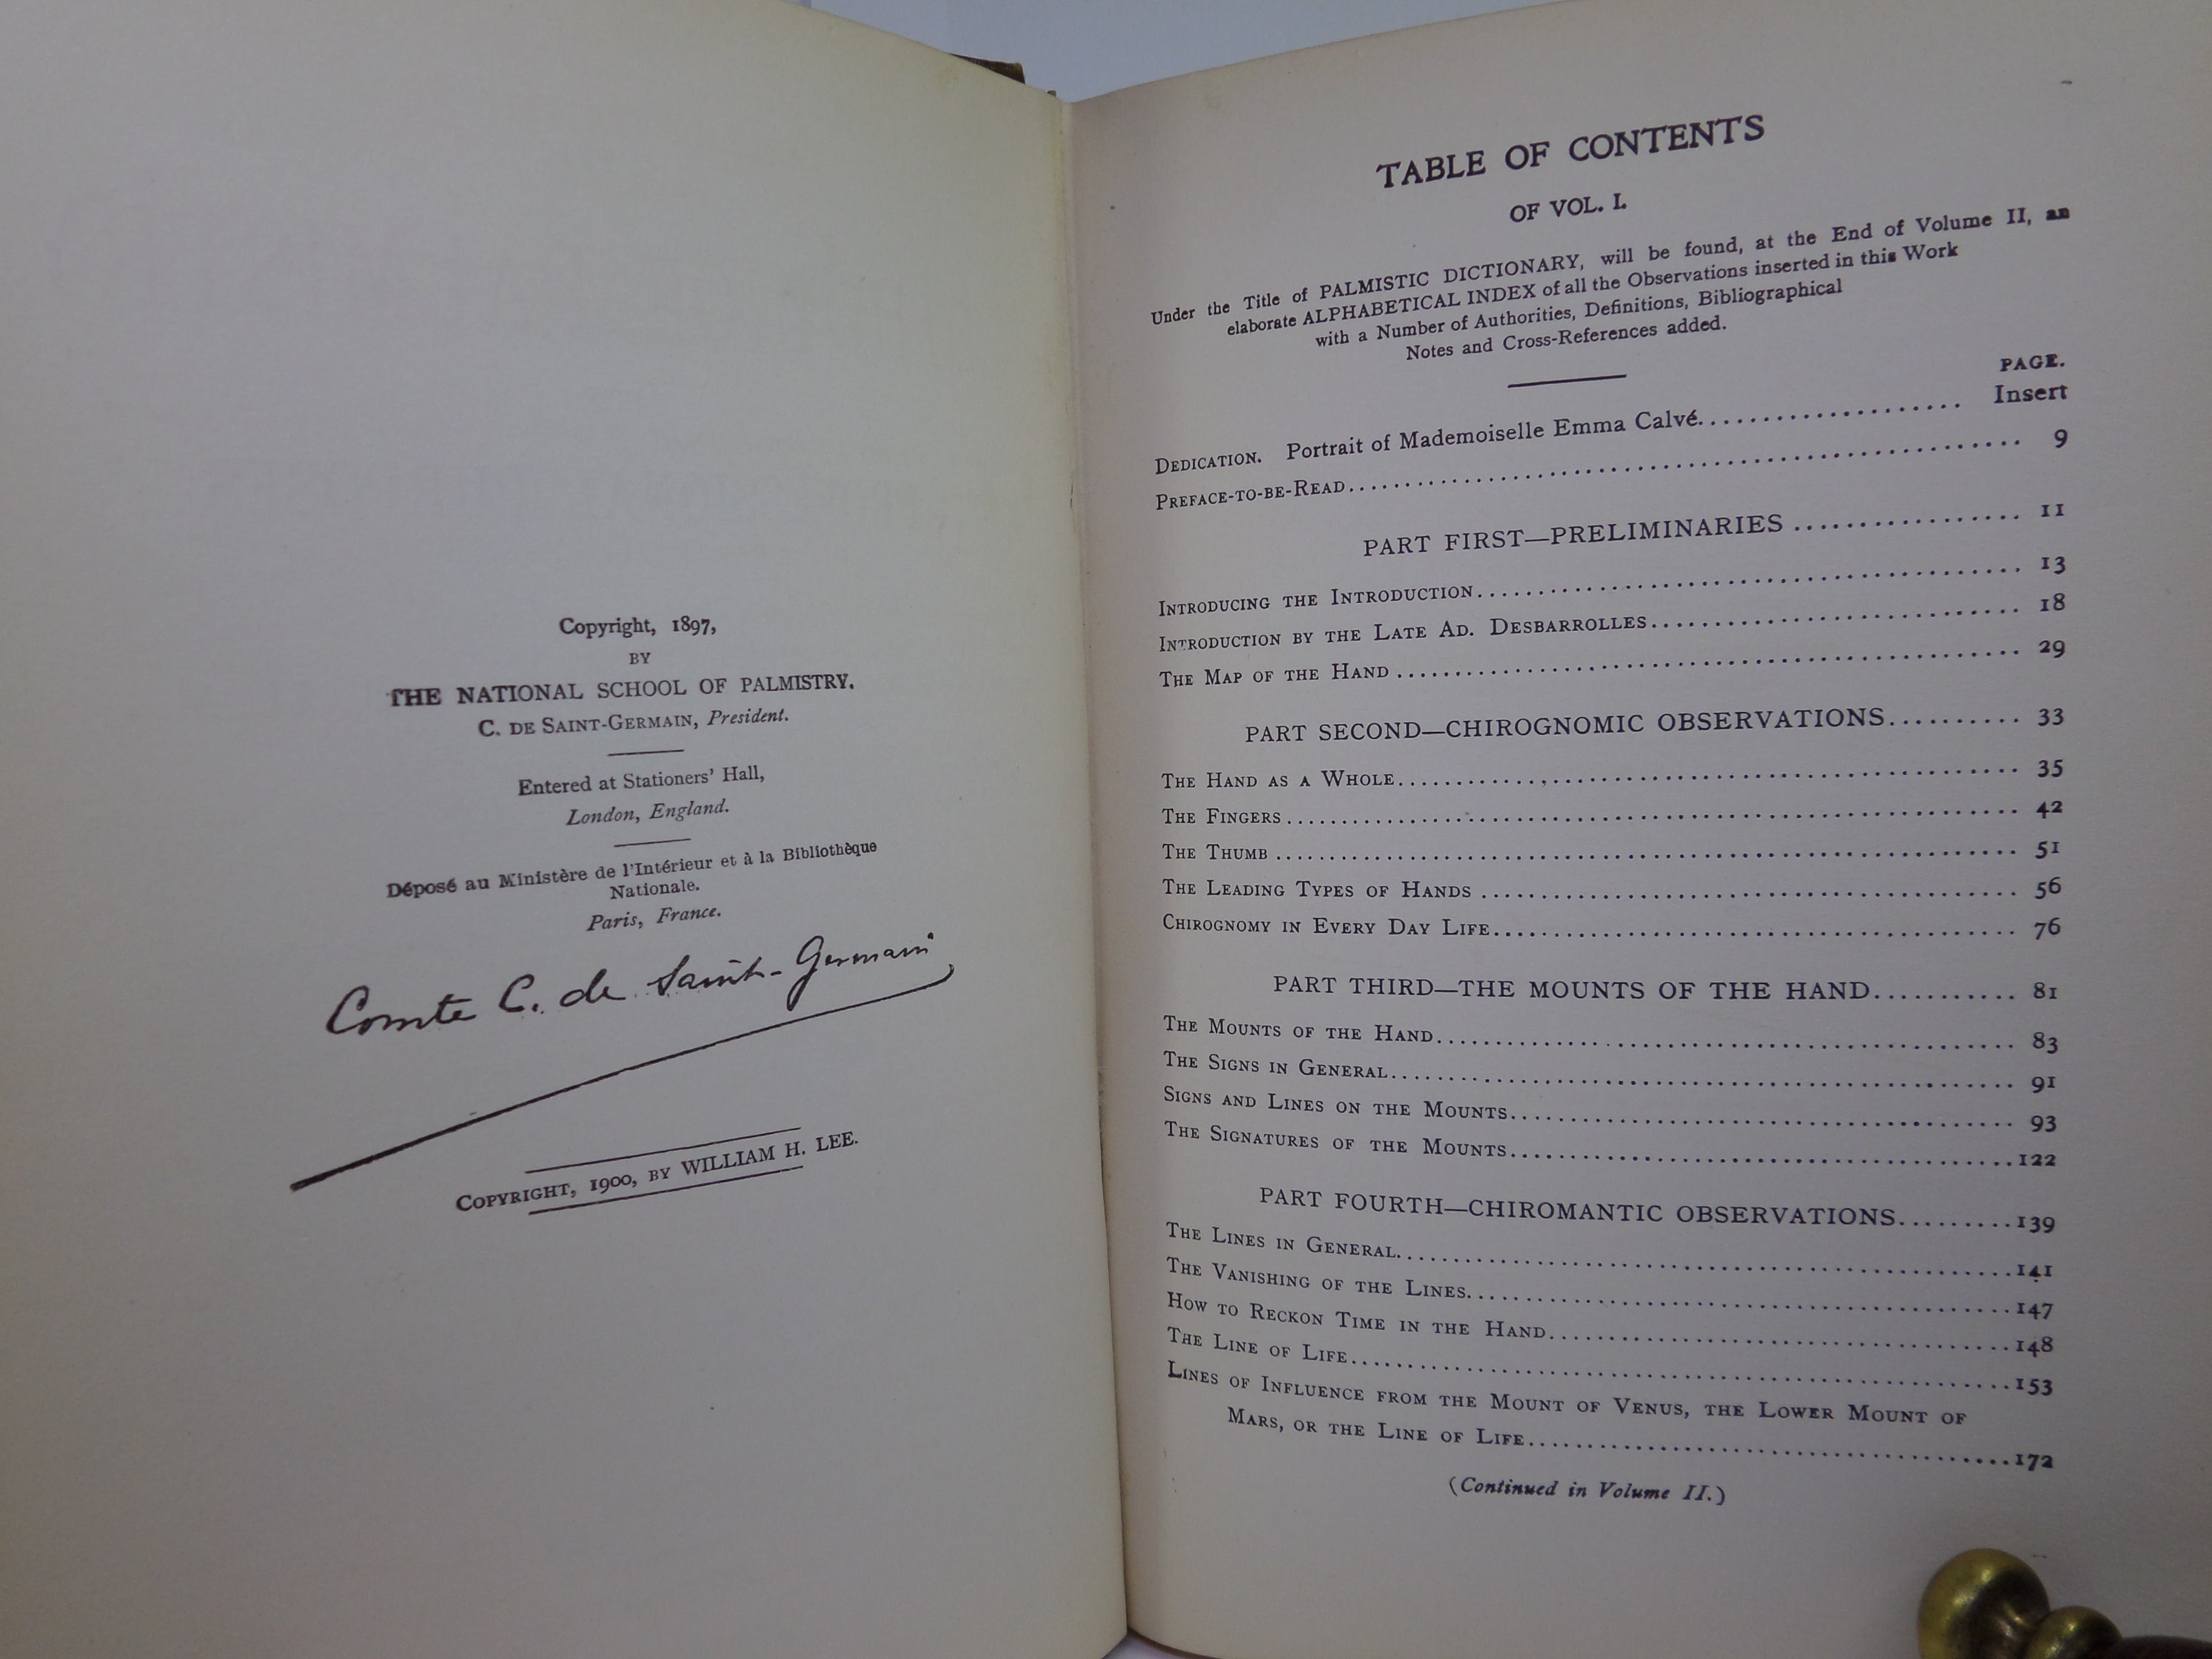 Copyright, 1897,
BY
THE NATIONAL SCHOOL OF PALMISTRY.
C. DE SAINT-GERMAIN, President.
Entered at Stationers' Hall,
London, England.
Déposé au Ministère de l'Intérieur et à la Bibliothèque
Nationale.
Paris, France.
Comte C. de Saint-Germain
COPYRIGHT, 1900, BY WILLIAM H. LEE.
TABLE OF CONTENTS
OF VOL. I.
Under the Title of PALMISTIC DICTIONARY, will be found, at the End of Volume II, an
elaborate ALPHABETICAL INDEX of all the Observations inserted in this Work
with a Number of Authorities, Definitions, Bibliographical
Notes and Cross-References added.
PAGE.
DEDICATION. Portrait of Mademoiselle Emma Calvé.................... Insert
PREFACE-TO-BE-READ.................................................. 9
PART FIRST—PRELIMINARIES ................. 11
INTRODUCING THE INTRODUCTION........................................ 13
INTRODUCTION BY THE LATE AD. DESBARROLLES........................... 18
THE MAP OF THE HAND ................................................ 29
PART SECOND—CHIROGNOMIC OBSERVATIONS.......... 33
THE HAND AS A WHOLE................................................. 35
THE FINGERS ........................................................ 42
THE THUMB .......................................................... 51
THE LEADING TYPES OF HANDS ......................................... 56
CHIROGNOMY IN EVERY DAY LIFE........................................ 76
PART THIRD—THE MOUNTS OF THE HAND........... 81
THE MOUNTS OF THE HAND.............................................. 83
THE SIGNS IN GENERAL................................................ 91
SIGNS AND LINES ON THE MOUNTS....................................... 93
THE SIGNATURES OF THE MOUNTS........................................122
PART FOURTH—CHIROMANTIC OBSERVATIONS.........139
THE LINES IN GENERAL................................................141
THE VANISHING OF THE LINES..........................................147
HOW TO RECKON TIME IN THE HAND......................................148
THE LINE OF LIFE....................................................153
LINES OF INFLUENCE FROM THE MOUNT OF VENUS, THE LOWER MOUNT OF
MARS, OR THE LINE OF LIFE.......................................172
(Continued in Volume II.)